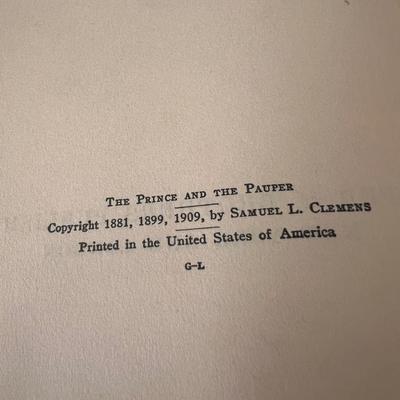 The Prince and the Pauper
Copyright 1881, 1899, 1909, by Samuel L. Clemens
Printed in the United States of America
G-L